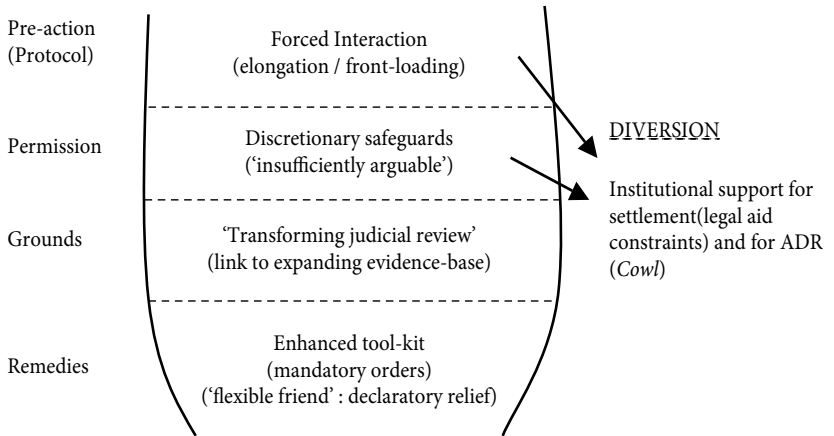 Pre-action
(Protocol)
Forced Interaction
(elongation / front-loading)
Permission
Discretionary safeguards
(‘insufficiently arguable’)
DIVERSION
Institutional support for
settlement(legal aid
constraints) and for ADR
(Cowl)
Grounds
‘Transforming judicial review’
(link to expanding evidence-base)
Remedies
Enhanced tool-kit
(mandatory orders)
(‘flexible friend’ : declaratory relief)